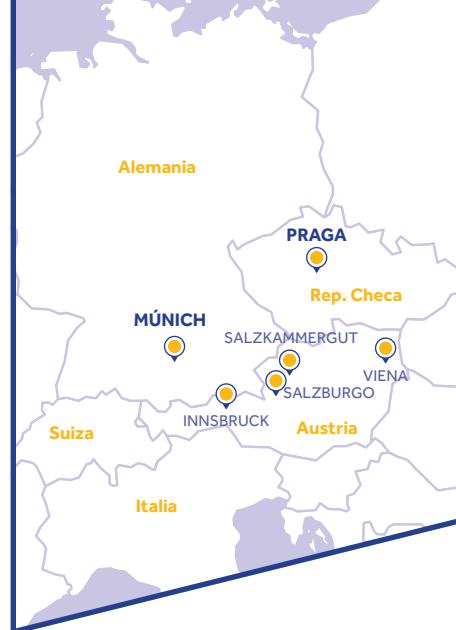 Alemania
PRAGA
Rep. Checa
MÚNICH
SALZKAMMERGUT
VIENA
SALZBURGO
INNSBRUCK
Suiza
Austria
Italia